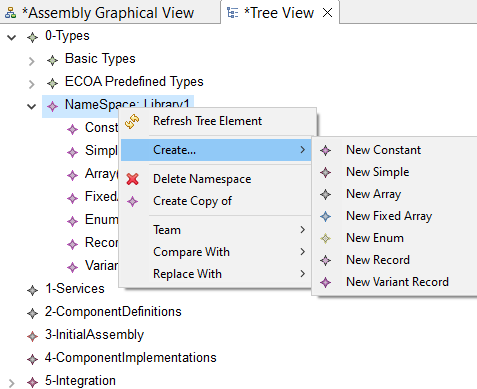 *Assembly Graphical View
*Tree View
0-Types
Basic Types
ECOA Predefined Types
NameSpace: Library1
Const
Simpl
Array(
FixedA
Enum
Recor
Variant
Refresh Tree Element
Create...
Delete Namespace
Create Copy of
Team
Compare With
Replace With
New Constant
New Simple
New Array
New Fixed Array
New Enum
New Record
New Variant Record
1-Services
2-ComponentDefinitions
3-InitialAssembly
4-ComponentImplementations
5-Integration